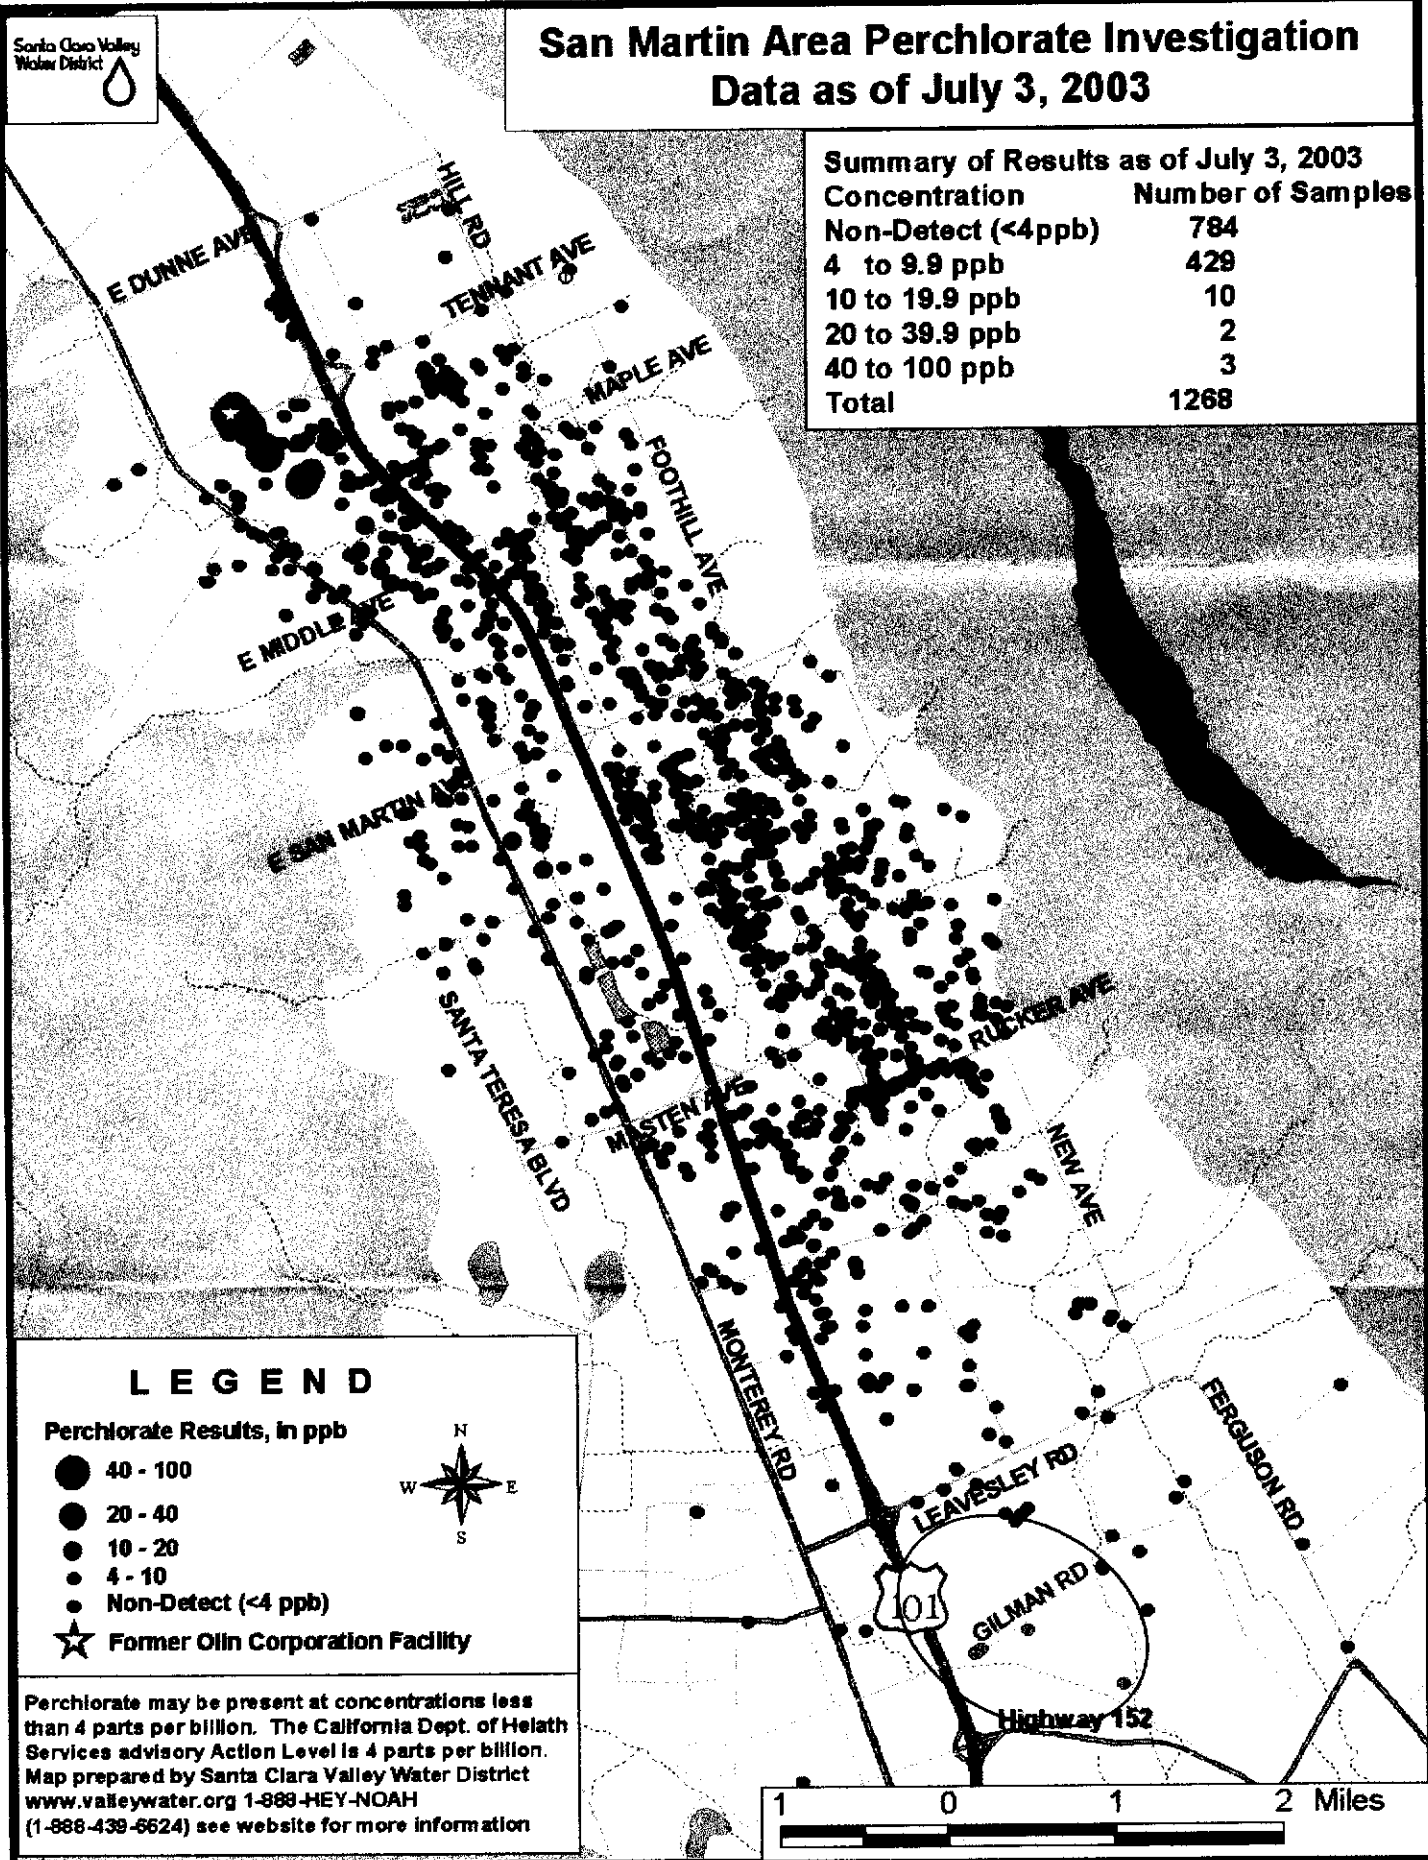 Santa Clara Valley
Water District
San Martin Area Perchlorate Investigation
Data as of July 3, 2003
Summary of Results as of July 3, 2003
Concentration Number of Samples
Non-Detect (<4ppb) 784
4 to 9.9 ppb 429
10 to 19.9 ppb 10
20 to 39.9 ppb 2
40 to 100 ppb 3
Total 1268
HILL RD
E DUNNE AVE
TENNANT AVE
MAPLE AVE
FOOTHILL AVE
E MIDDLE AVE
E SAN MARTIN AVE
SANTA TERESA BLVD
RUCKER AVE
MASTEN AVE
NEW AVE
MONTEREY RD
FERGUSON RD
LEAVESLEY RD
101
GILMAN RD
Highway 152
LEGEND
Perchlorate Results, in ppb
40 - 100
20 - 40
10 - 20
4 - 10
Non-Detect (<4 ppb)
Former Olin Corporation Facility
N
W E
S
Perchlorate may be present at concentrations less
than 4 parts per billion. The California Dept. of Helath
Services advisory Action Level is 4 parts per billion.
Map prepared by Santa Clara Valley Water District
www.valleywater.org 1-888-HEY-NOAH
(1-888-439-6624) see website for more information
1 0 1 2 Miles